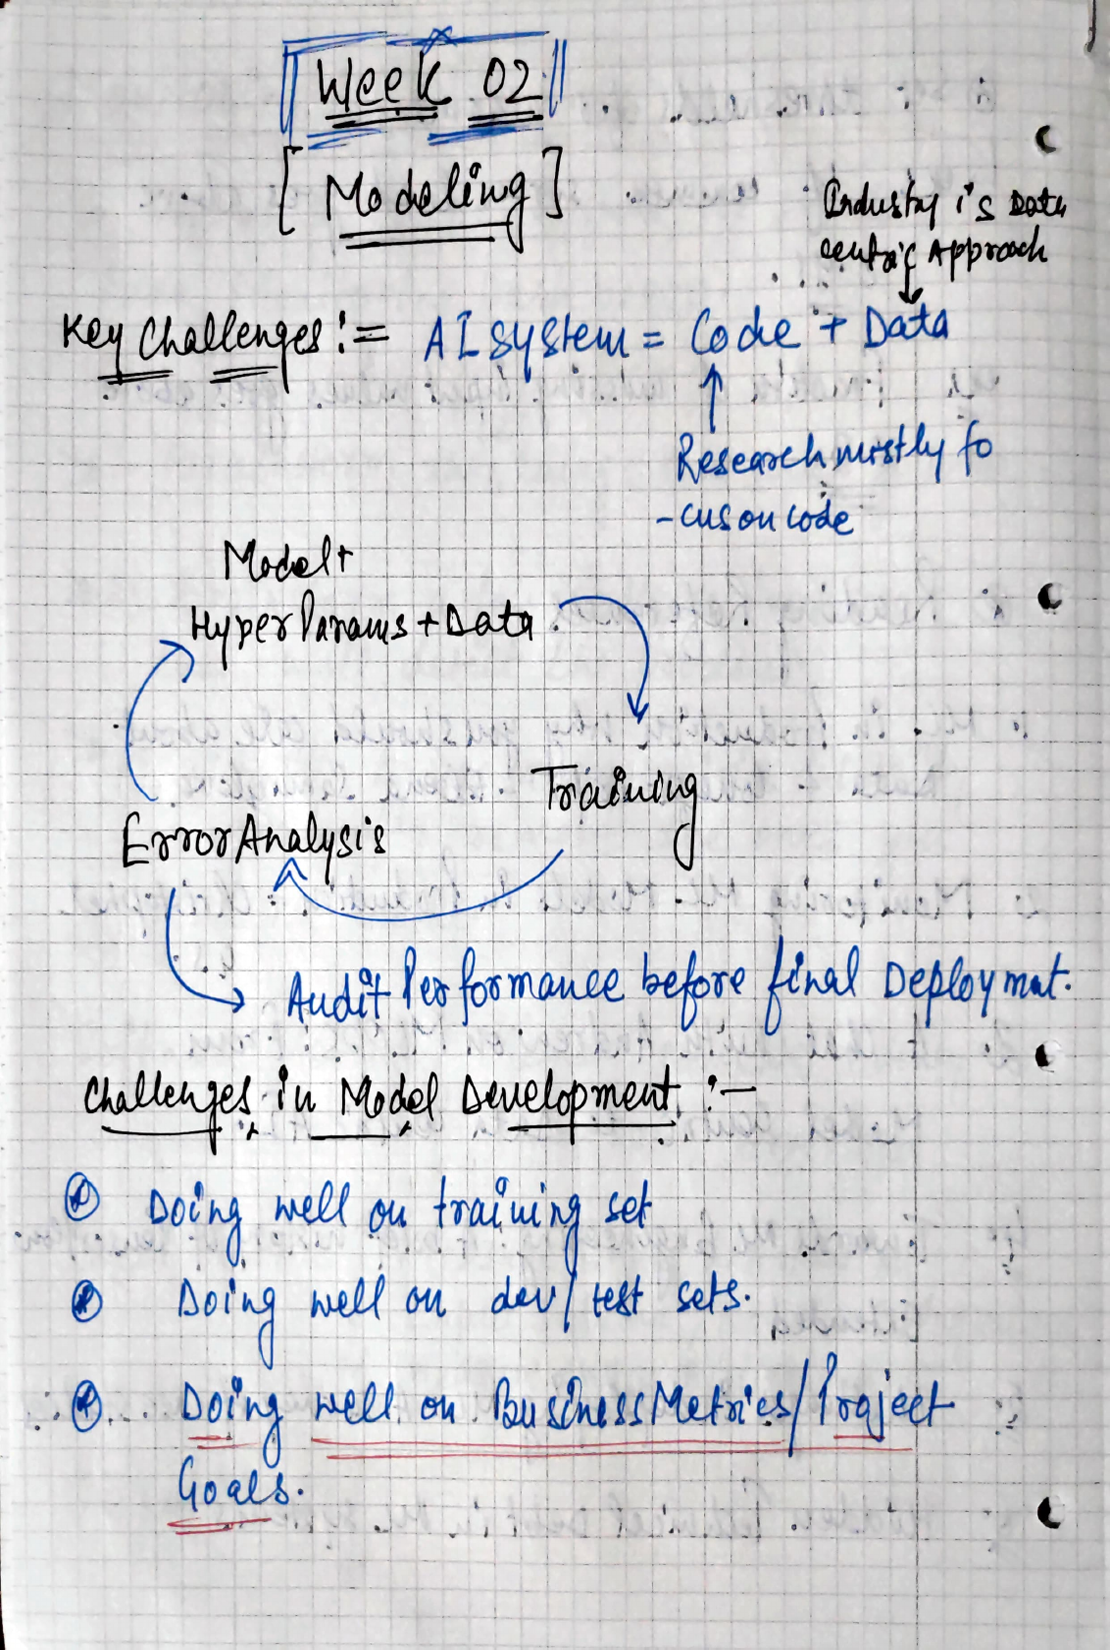 Week 02
[Modeling]
Industry is Data
centric Approach
Key Challenges := AI system = Code + Data
Research mostly fo
-cus on code
Model +
HyperParams + Data
Training
Error Analysis
Audit Performance before final Deploymnt.
Challenges in Model Development :-
Doing well on training set
Doing well on dev/test sets.
Doing well on Business Metrics/Project
Goals.